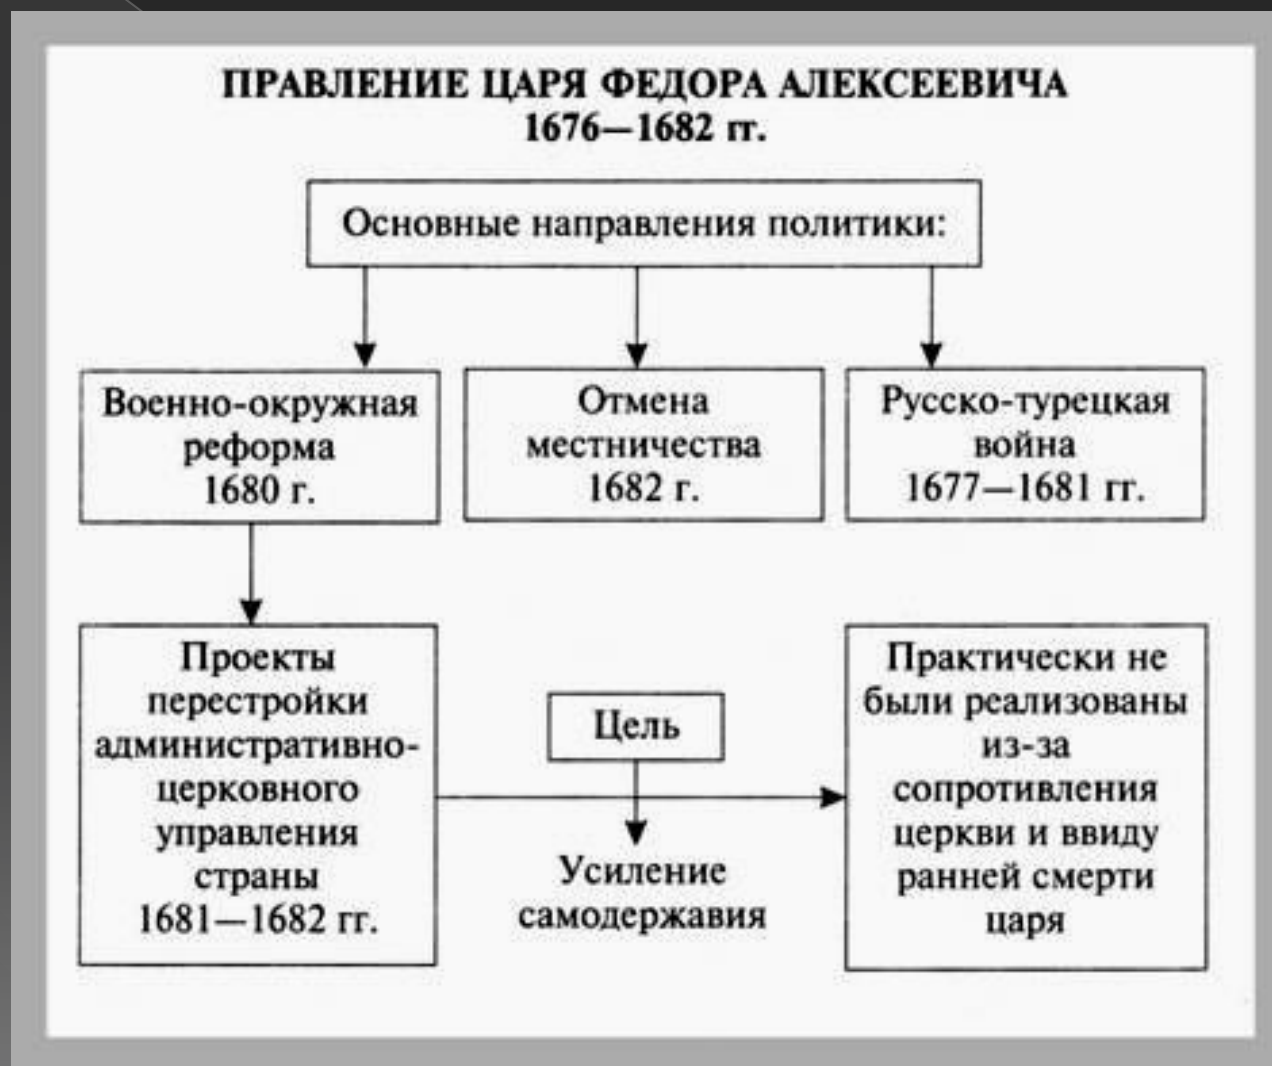 ПРАВЛЕНИЕ ЦАРЯ ФЕДОРА АЛЕКСЕЕВИЧА
1676—1682 гг.
Основные направления политики:
Военно-окружная
реформа
1680 г.
Отмена
местничества
1682 г.
Русско-турецкая
война
1677—1681 гг.
Проекты
перестройки
административно-
церковного
управления
страны
1681—1682 гг.
Цель
Усиление
самодержавия
Практически не
были реализованы
из-за
сопротивления
церкви и ввиду
ранней смерти
царя